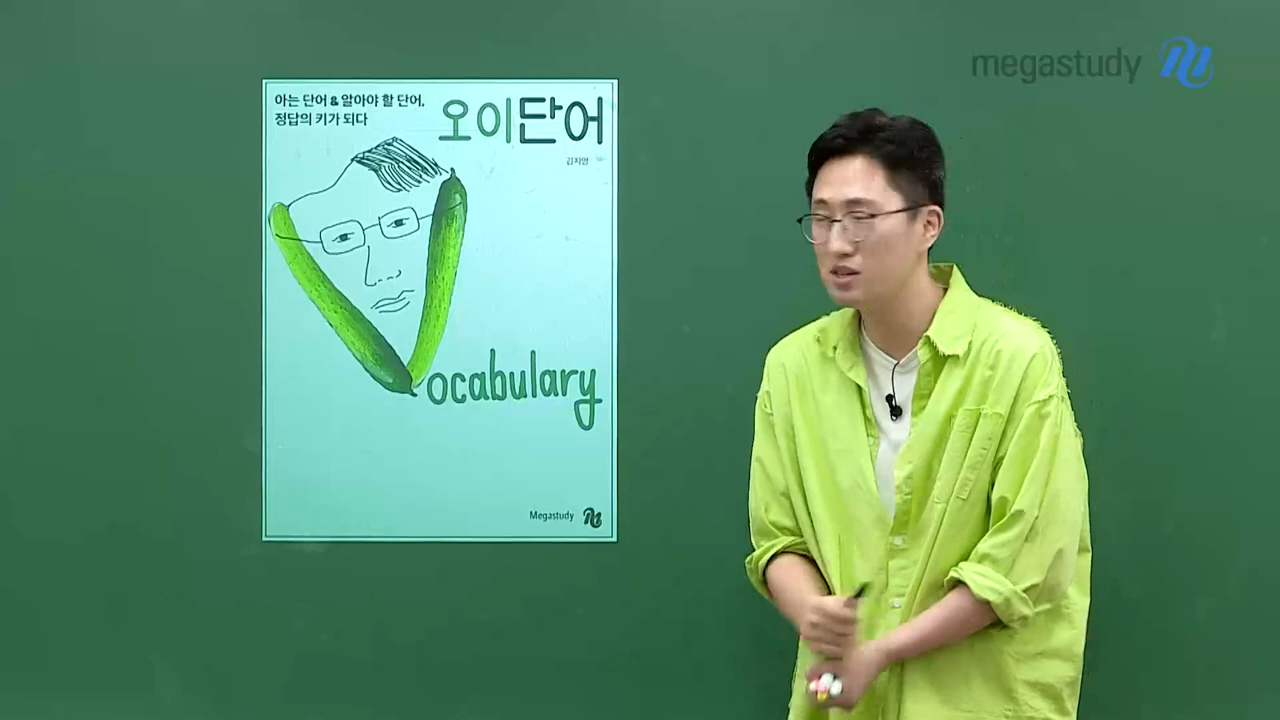 megastudy
아는 단어 & 알아야 할 단어,
정답의 키가 되다
오이단어
김지영
ocabulary
Megastudy